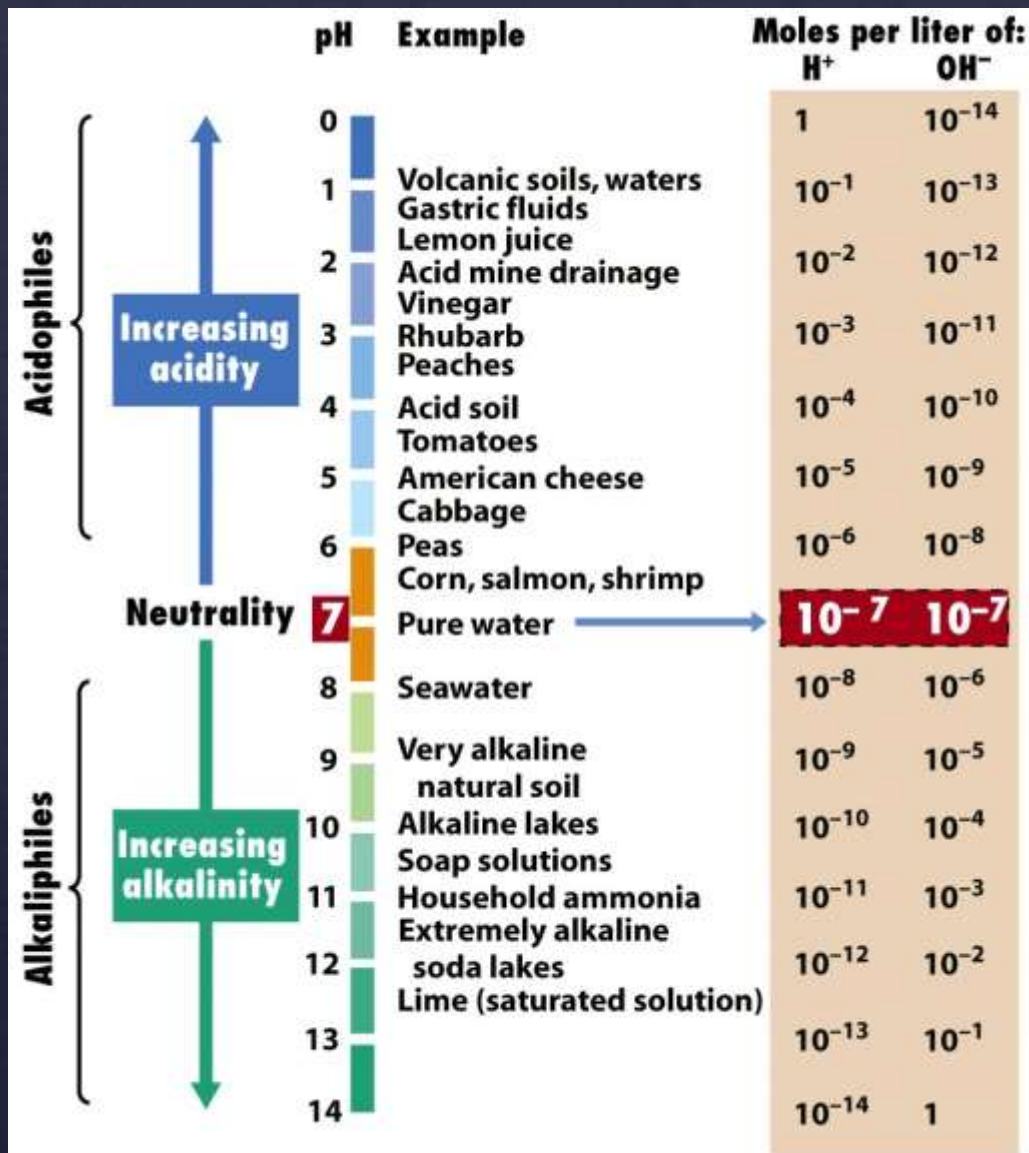 pH Example Moles per liter of:
H⁺ OH⁻
0 1 10⁻¹⁴
1 Volcanic soils, waters 10⁻¹ 10⁻¹³
Gastric fluids
Lemon juice
2 10⁻² 10⁻¹²
Acid mine drainage
Vinegar
3 Rhubarb 10⁻³ 10⁻¹¹
Peaches
Acidophiles
Increasing
acidity
4 Acid soil 10⁻⁴ 10⁻¹⁰
Tomatoes
5 American cheese 10⁻⁵ 10⁻⁹
Cabbage
6 Peas 10⁻⁶ 10⁻⁸
Corn, salmon, shrimp
Neutrality 7 Pure water 10⁻ ⁷ 10⁻⁷
8 Seawater 10⁻⁸ 10⁻⁶
9 Very alkaline 10⁻⁹ 10⁻⁵
natural soil
10 Alkaline lakes 10⁻¹⁰ 10⁻⁴
Alkaliphiles
Increasing
alkalinity
Soap solutions
11 Household ammonia 10⁻¹¹ 10⁻³
Extremely alkaline
12 soda lakes 10⁻¹² 10⁻²
Lime (saturated solution)
13 10⁻¹³ 10⁻¹
14 10⁻¹⁴ 1